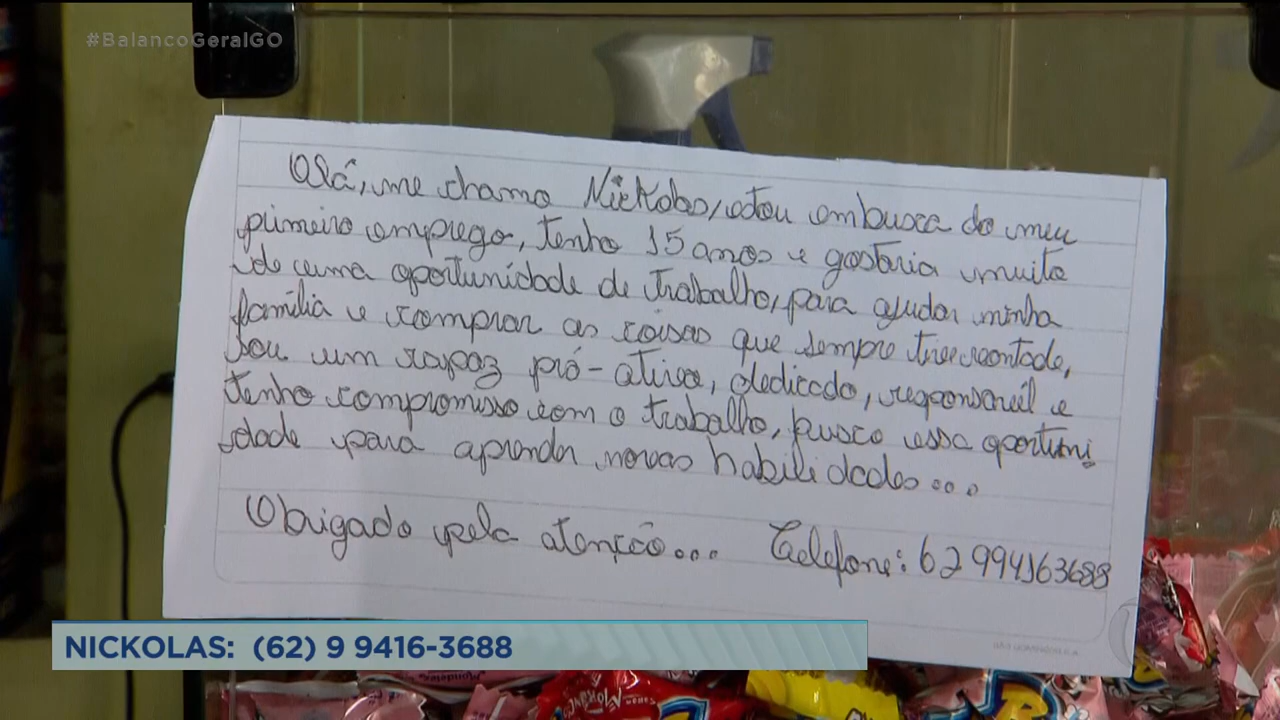 #BalancoGeralGO
Olá, me chamo Nickolas, estou em busca do meu
primeiro emprego, tenho 15 anos e gostaria muito
de uma oportunidade de trabalho, para ajudar minha
família e comprar as coisas que sempre tive vontade,
sou um rapaz pró-ativo, dedicado, responsável e
tenho compromisso com o trabalho, busco essa oportuni
dade para aprender novas habilidades...
Obrigado pela atenção... Telefone: 62 994163688
NICKOLAS: (62) 9 9416-3688